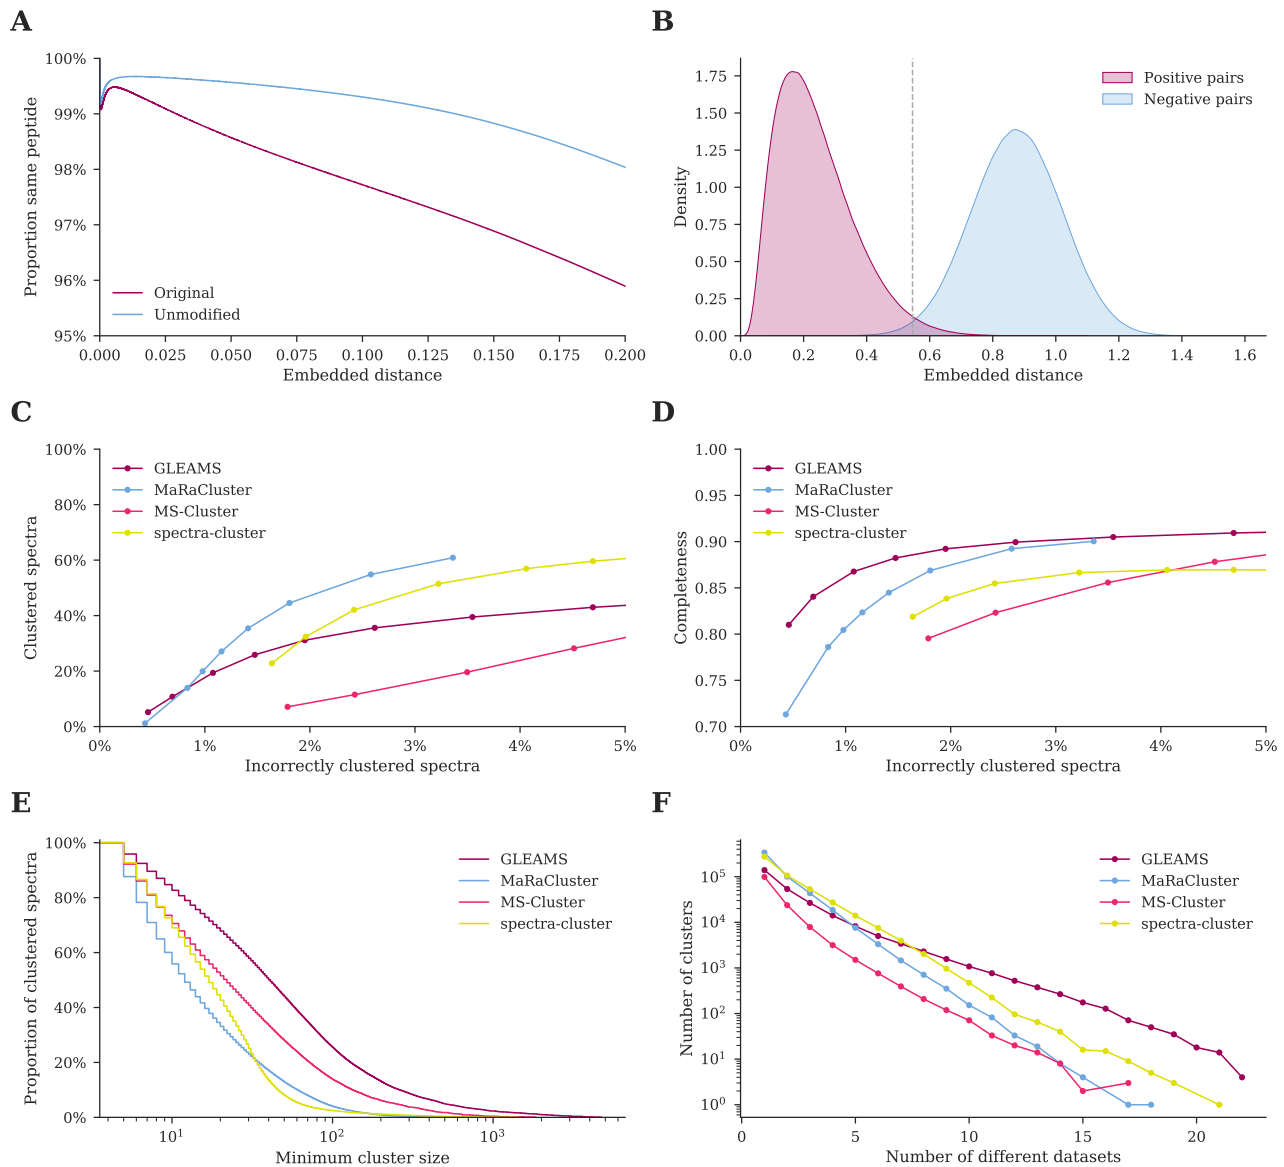 A
100%
99%
98%
97%
96%
95%
Proportion same peptide
Original
Unmodified
0.000 0.025 0.050 0.075 0.100 0.125 0.150 0.175 0.200
Embedded distance
B
1.75
1.50
1.25
1.00
0.75
0.50
0.25
0.00
Density
Positive pairs
Negative pairs
0.0 0.2 0.4 0.6 0.8 1.0 1.2 1.4 1.6
Embedded distance
C
100%
80%
60%
40%
20%
0%
Clustered spectra
GLEAMS
MaRaCluster
MS-Cluster
spectra-cluster
0% 1% 2% 3% 4% 5%
Incorrectly clustered spectra
D
1.00
0.95
0.90
0.85
0.80
0.75
0.70
Completeness
GLEAMS
MaRaCluster
MS-Cluster
spectra-cluster
0% 1% 2% 3% 4% 5%
Incorrectly clustered spectra
E
100%
80%
60%
40%
20%
0%
Proportion of clustered spectra
GLEAMS
MaRaCluster
MS-Cluster
spectra-cluster
10¹ 10² 10³
Minimum cluster size
F
10⁵
10⁴
10³
10²
10¹
10⁰
Number of clusters
GLEAMS
MaRaCluster
MS-Cluster
spectra-cluster
0 5 10 15 20
Number of different datasets